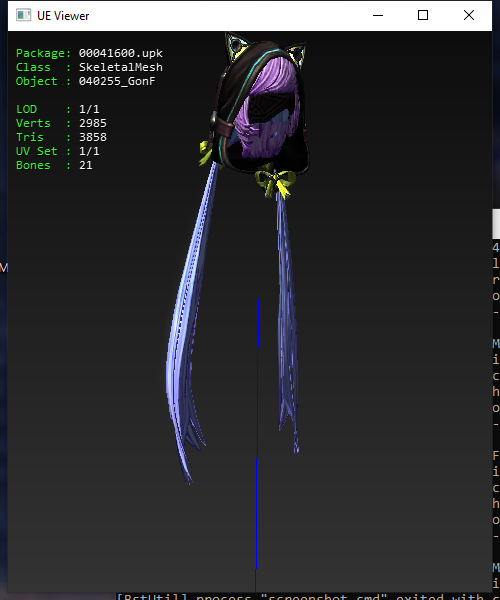 UE Viewer
Package: 00041600.upk
Class : SkeletalMesh
Object : 040255_GonF
LOD : 1/1
Verts : 2985
Tris : 3858
UV Set : 1/1
Bones : 21